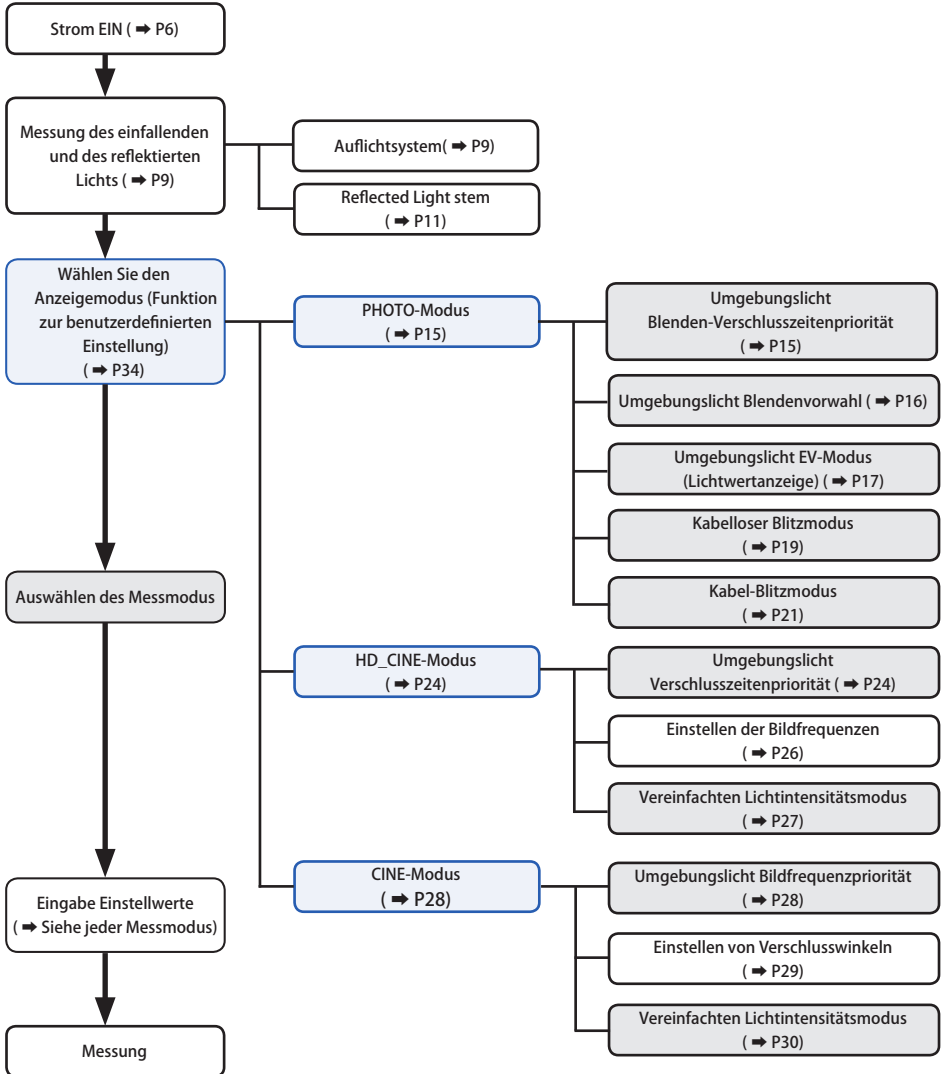 Strom EIN ( ➡ P6)
Messung des einfallenden
und des reflektierten
Lichts ( ➡ P9)
Auflichtsystem( ➡ P9)
Reflected Light stem
( ➡ P11)
Wählen Sie den
Anzeigemodus (Funktion
zur benutzerdefinierten
Einstellung)
( ➡ P34)
PHOTO-Modus
( ➡ P15)
Umgebungslicht
Blenden-Verschlusszeitenpriorität
( ➡ P15)
Umgebungslicht Blendenvorwahl ( ➡ P16)
Umgebungslicht EV-Modus
(Lichtwertanzeige) ( ➡ P17)
Kabelloser Blitzmodus
( ➡ P19)
Kabel-Blitzmodus
( ➡ P21)
Auswählen des Messmodus
HD_CINE-Modus
( ➡ P24)
Umgebungslicht
Verschlusszeitenpriorität ( ➡ P24)
Einstellen der Bildfrequenzen
( ➡ P26)
Vereinfachten Lichtintensitätsmodus
( ➡ P27)
Eingabe Einstellwerte
( ➡ Siehe jeder Messmodus)
CINE-Modus
( ➡ P28)
Umgebungslicht Bildfrequenzpriorität
( ➡ P28)
Einstellen von Verschlusswinkeln
( ➡ P29)
Vereinfachten Lichtintensitätsmodus
( ➡ P30)
Messung